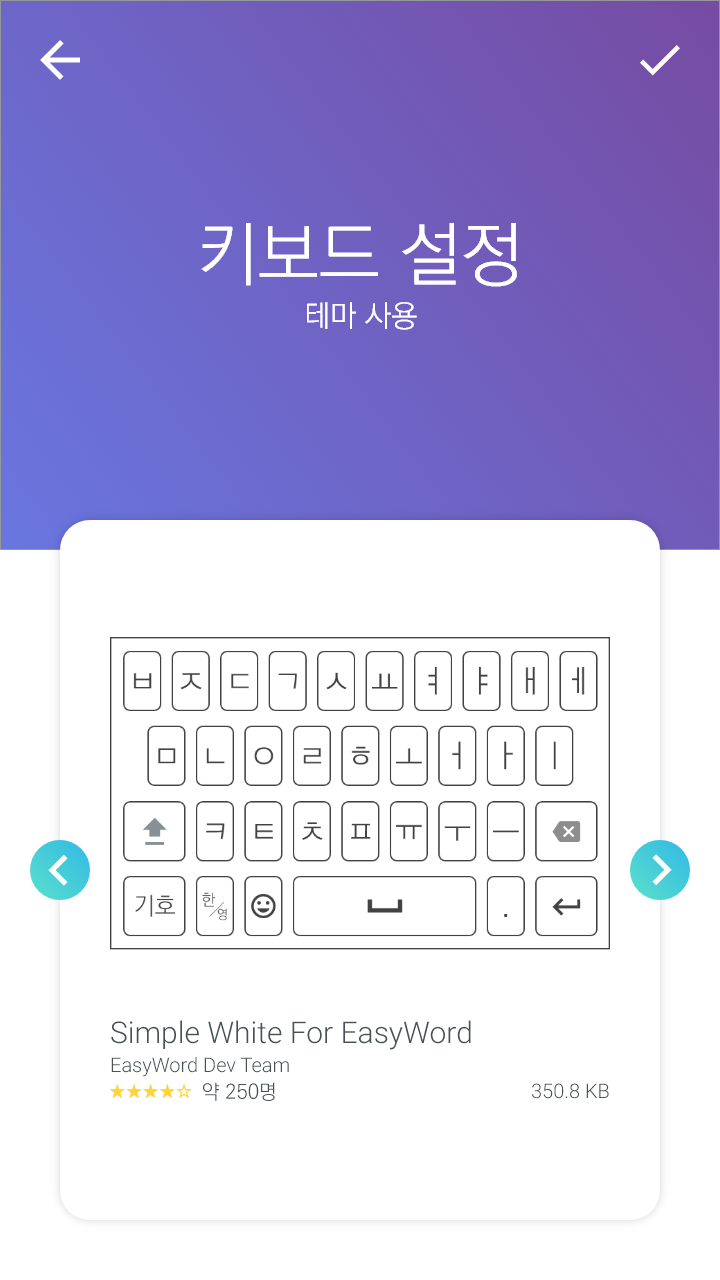 키보드 설정
테마 사용
ㅂ ㅈ ㄷ ㄱ ㅅ ㅛ ㅕ ㅑ ㅐ ㅔ
ㅁ ㄴ ㅇ ㄹ ㅎ ㅗ ㅓ ㅏ ㅣ
ㅋ ㅌ ㅊ ㅍ ㅠ ㅜ ㅡ
기호 한/영 .
Simple White For EasyWord
EasyWord Dev Team
★★★★☆ 약 250명 350.8 KB